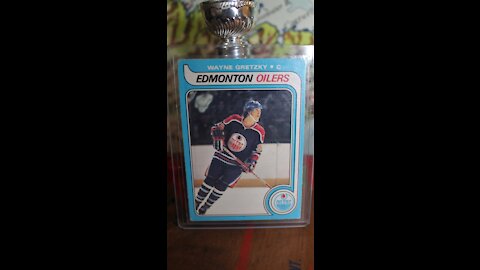 WAYNE GRETZKY • C
EDMONTON OILERS